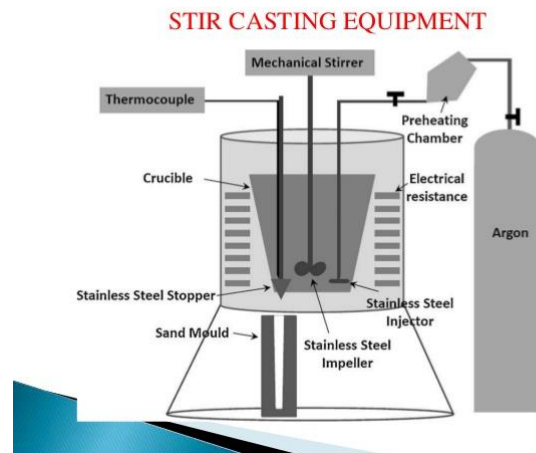 STIR CASTING EQUIPMENT
Mechanical Stirrer
Thermocouple
Preheating
Chamber
Crucible
Electrical
resistance
Argon
Stainless Steel Stopper
Stainless Steel
Injector
Sand Mould
Stainless Steel
Impeller